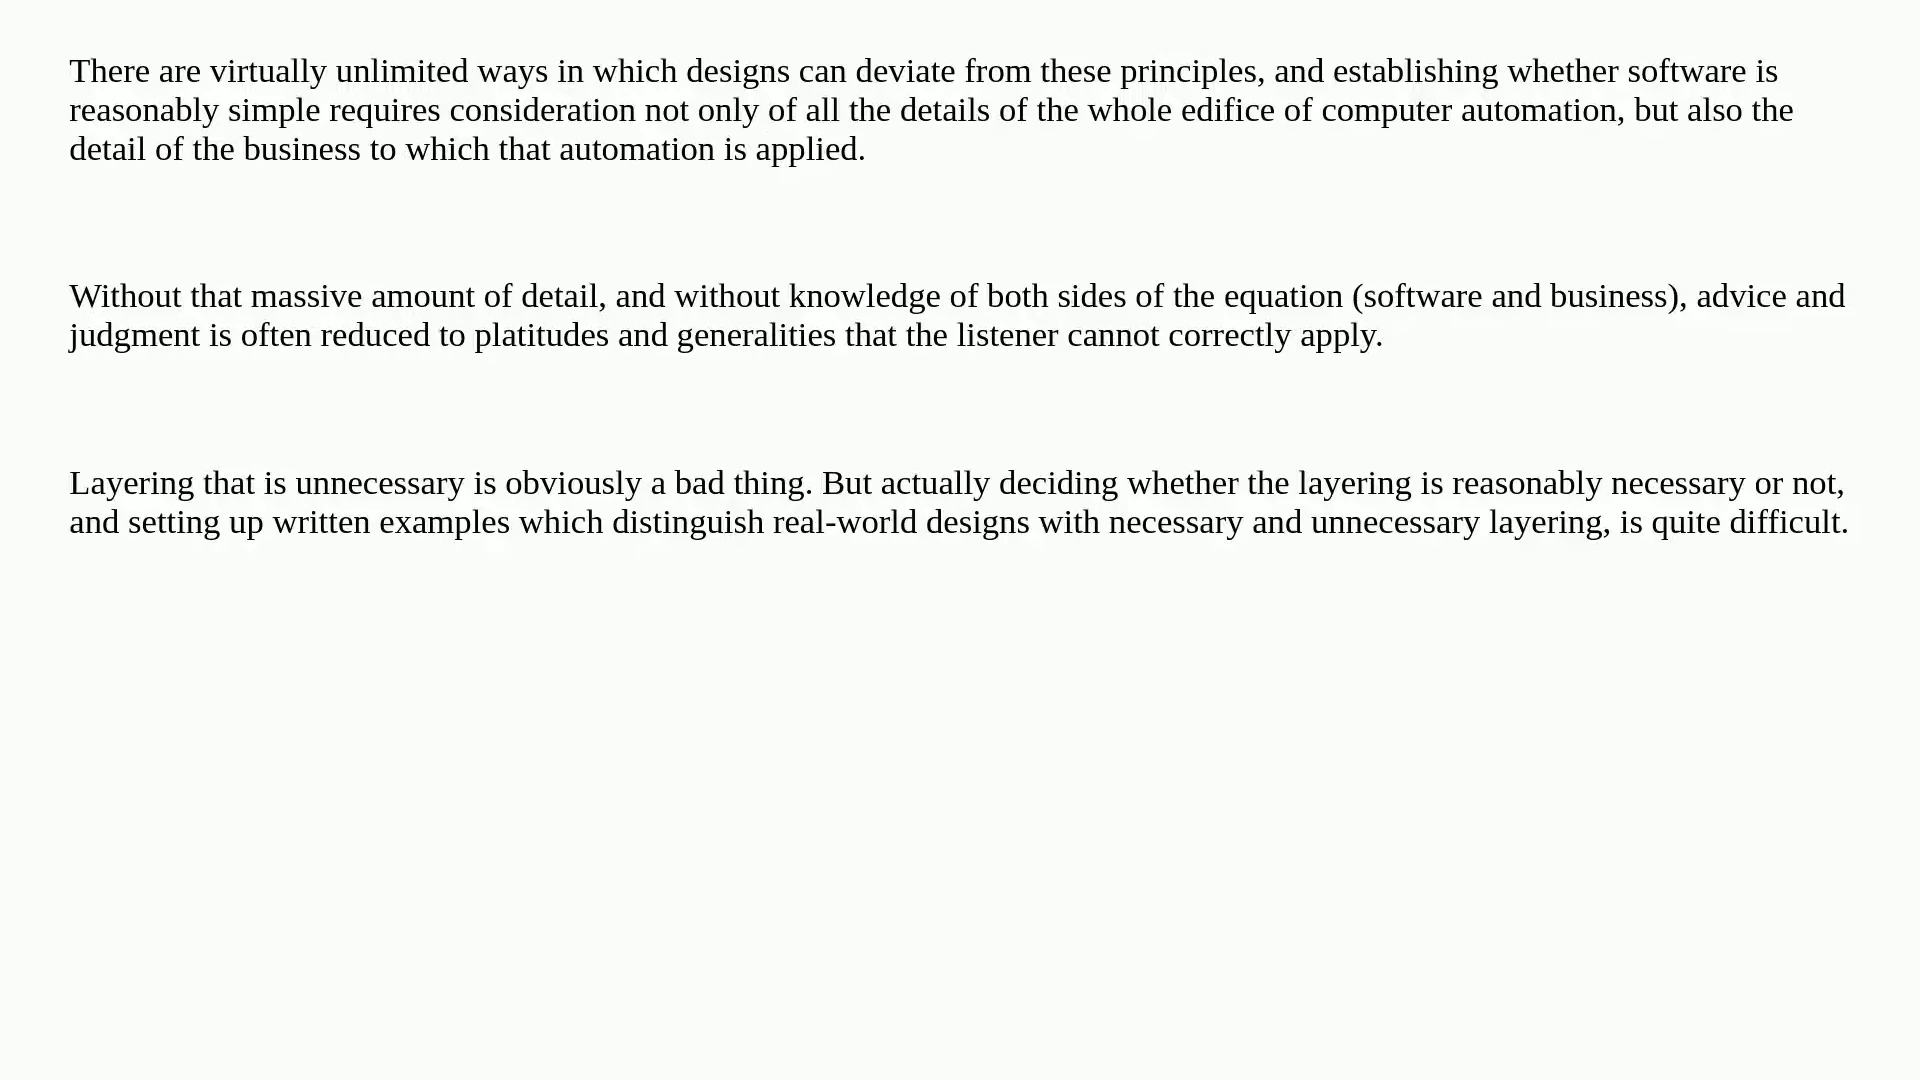 There are virtually unlimited ways in which designs can deviate from these principles, and establishing whether software is
reasonably simple requires consideration not only of all the details of the whole edifice of computer automation, but also the
detail of the business to which that automation is applied.
Without that massive amount of detail, and without knowledge of both sides of the equation (software and business), advice and
judgment is often reduced to platitudes and generalities that the listener cannot correctly apply.
Layering that is unnecessary is obviously a bad thing. But actually deciding whether the layering is reasonably necessary or not,
and setting up written examples which distinguish real-world designs with necessary and unnecessary layering, is quite difficult.